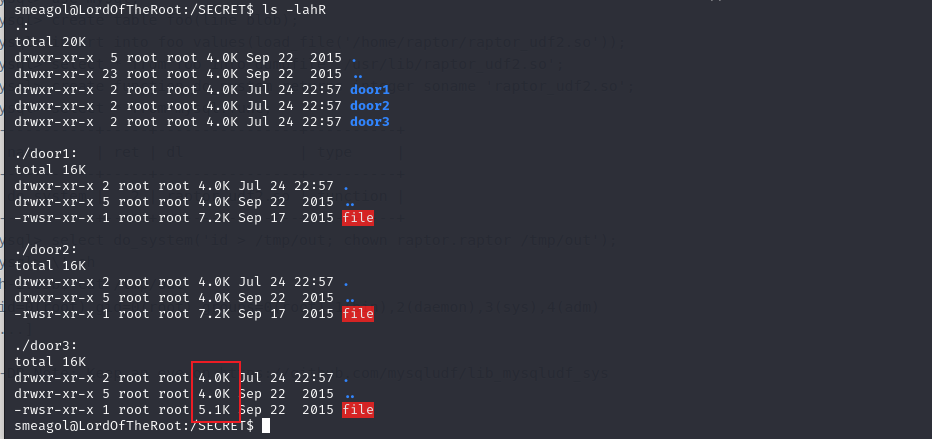 smeagol@LordOfTheRoot:/SECRET$ ls -lahR
.:
total 20K
drwxr-xr-x  5 root root 4.0K Sep 22  2015 .
drwxr-xr-x 23 root root 4.0K Sep 22  2015 ..
drwxr-xr-x  2 root root 4.0K Jul 24 22:57 door1
drwxr-xr-x  2 root root 4.0K Jul 24 22:57 door2
drwxr-xr-x  2 root root 4.0K Jul 24 22:57 door3
./door1:
total 16K
drwxr-xr-x 2 root root 4.0K Jul 24 22:57 .
drwxr-xr-x 5 root root 4.0K Sep 22  2015 ..
-rwsr-xr-x 1 root root 7.2K Sep 17  2015 file
./door2:
total 16K
drwxr-xr-x 2 root root 4.0K Jul 24 22:57 .
drwxr-xr-x 5 root root 4.0K Sep 22  2015 ..
-rwsr-xr-x 1 root root 7.2K Sep 17  2015 file
./door3:
total 16K
drwxr-xr-x 2 root root 4.0K Jul 24 22:57 .
drwxr-xr-x 5 root root 4.0K Sep 22  2015 ..
-rwsr-xr-x 1 root root 5.1K Sep 22  2015 file
smeagol@LordOfTheRoot:/SECRET$